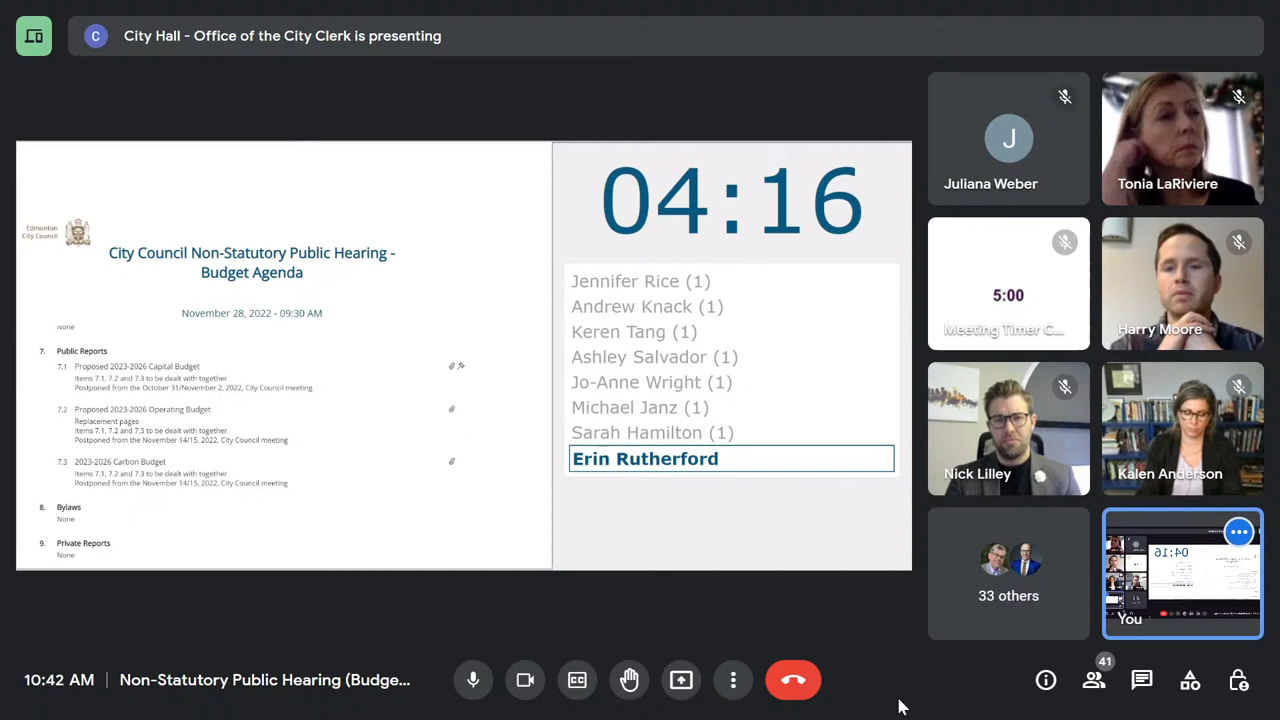 C
City Hall - Office of the City Clerk is presenting
Edmonton
City Council
City Council Non-Statutory Public Hearing -
Budget Agenda
November 28, 2022 - 09:30 AM
None
7. Public Reports
7.1 Proposed 2023-2026 Capital Budget
Items 7.1, 7.2 and 7.3 to be dealt with together
Postponed from the October 31/November 2, 2022, City Council meeting
7.2 Proposed 2023-2026 Operating Budget
Replacement pages
Items 7.1, 7.2 and 7.3 to be dealt with together
Postponed from the November 14/15, 2022, City Council meeting
7.3 2023-2026 Carbon Budget
Items 7.1, 7.2 and 7.3 to be dealt with together
Postponed from the November 14/15, 2022, City Council meeting
8. Bylaws
None
9. Private Reports
None
04:16
Jennifer Rice (1)
Andrew Knack (1)
Keren Tang (1)
Ashley Salvador (1)
Jo-Anne Wright (1)
Michael Janz (1)
Sarah Hamilton (1)
Erin Rutherford
J
Juliana Weber
Tonia LaRiviere
5:00
Meeting Timer C...
Harry Moore
Nick Lilley
Kalen Anderson
33 others
04:16
You
10:42 AM
Non-Statutory Public Hearing (Budge...
CC
41